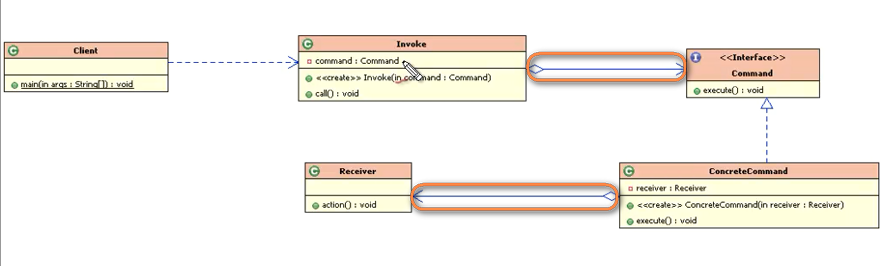 Client
main(in args : String[]) : void
Invoke
command : Command
<<create>> Invoke(in command : Command)
call() : void
<<Interface>>
Command
execute() : void
Receiver
action() : void
ConcreteCommand
receiver : Receiver
<<create>> ConcreteCommand(in receiver : Receiver)
execute() : void